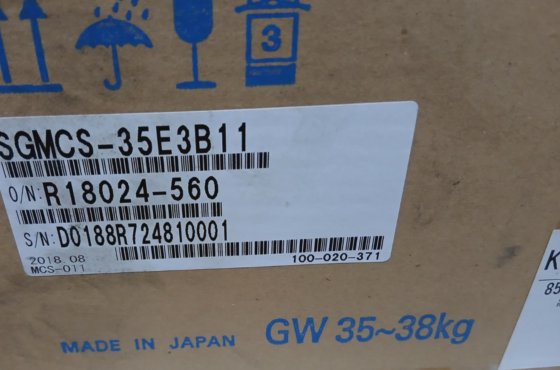 3
SGMCS-35E3B11
O/N: R18024-560
S/N: D0188R724810001
2018.08
100-020-371
MCS-011
K
85
MADE IN JAPAN
GW 35~38kg